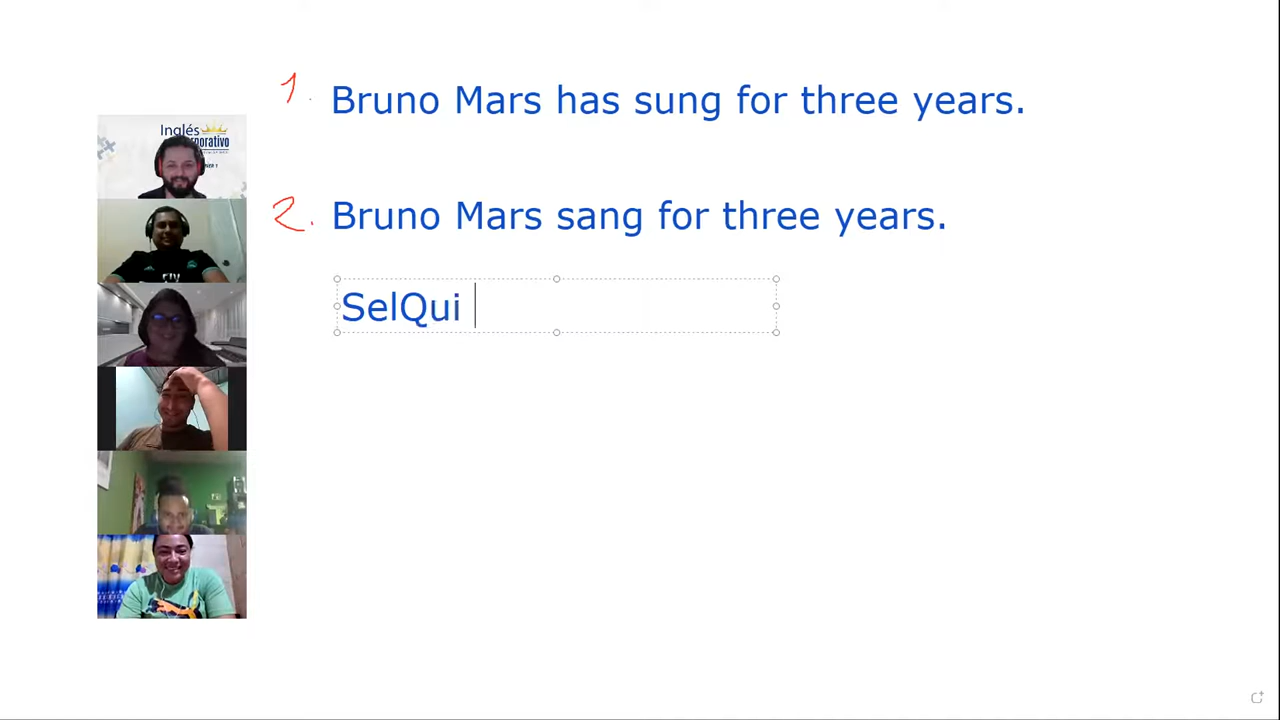 1. Bruno Mars has sung for three years.
Inglés
2. Bruno Mars sang for three years.
SelQui